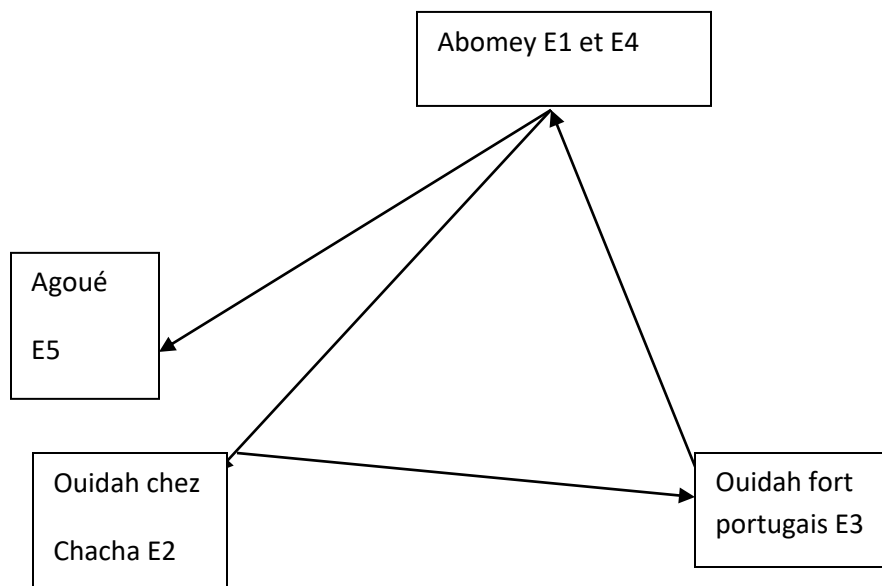 Abomey E1 et E4
Agoué
E5
Ouidah chez
Chacha E2
Ouidah fort
portugais E3